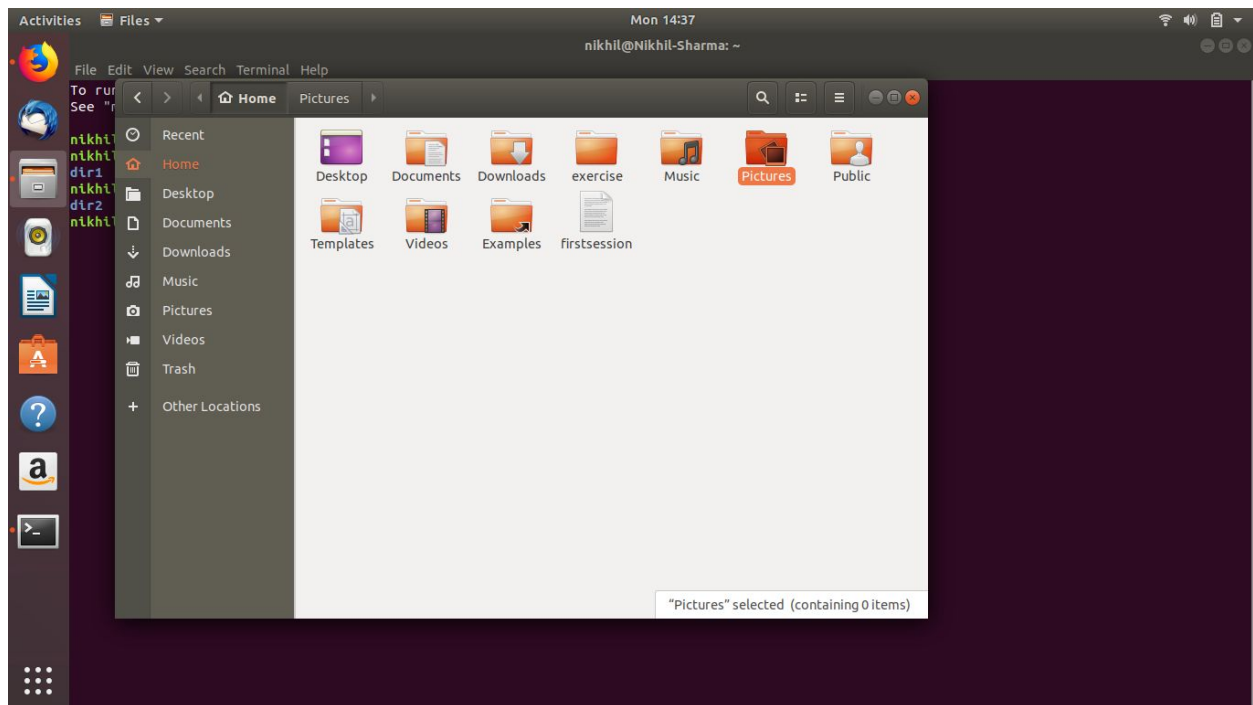 Activities Files Mon 14:37
nikhil@Nikhil-Sharma: ~
File Edit View Search Terminal Help
To run
See "
nikhil
nikhil
dir1
nikhil
dir2
nikhil
Home Pictures
Recent
Home
Desktop
Documents
Downloads
Music
Pictures
Videos
Trash
+ Other Locations
Desktop Documents Downloads exercise Music Pictures Public
Templates Videos Examples firstsession
"Pictures" selected (containing 0 items)